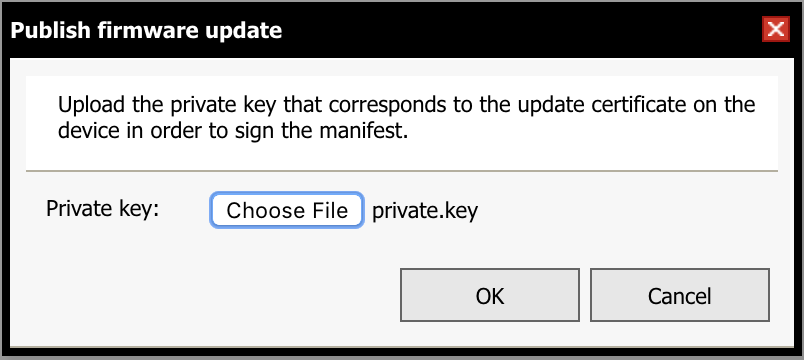 Publish firmware update
Upload the private key that corresponds to the update certificate on the
device in order to sign the manifest.
Private key: Choose File private.key
OK Cancel